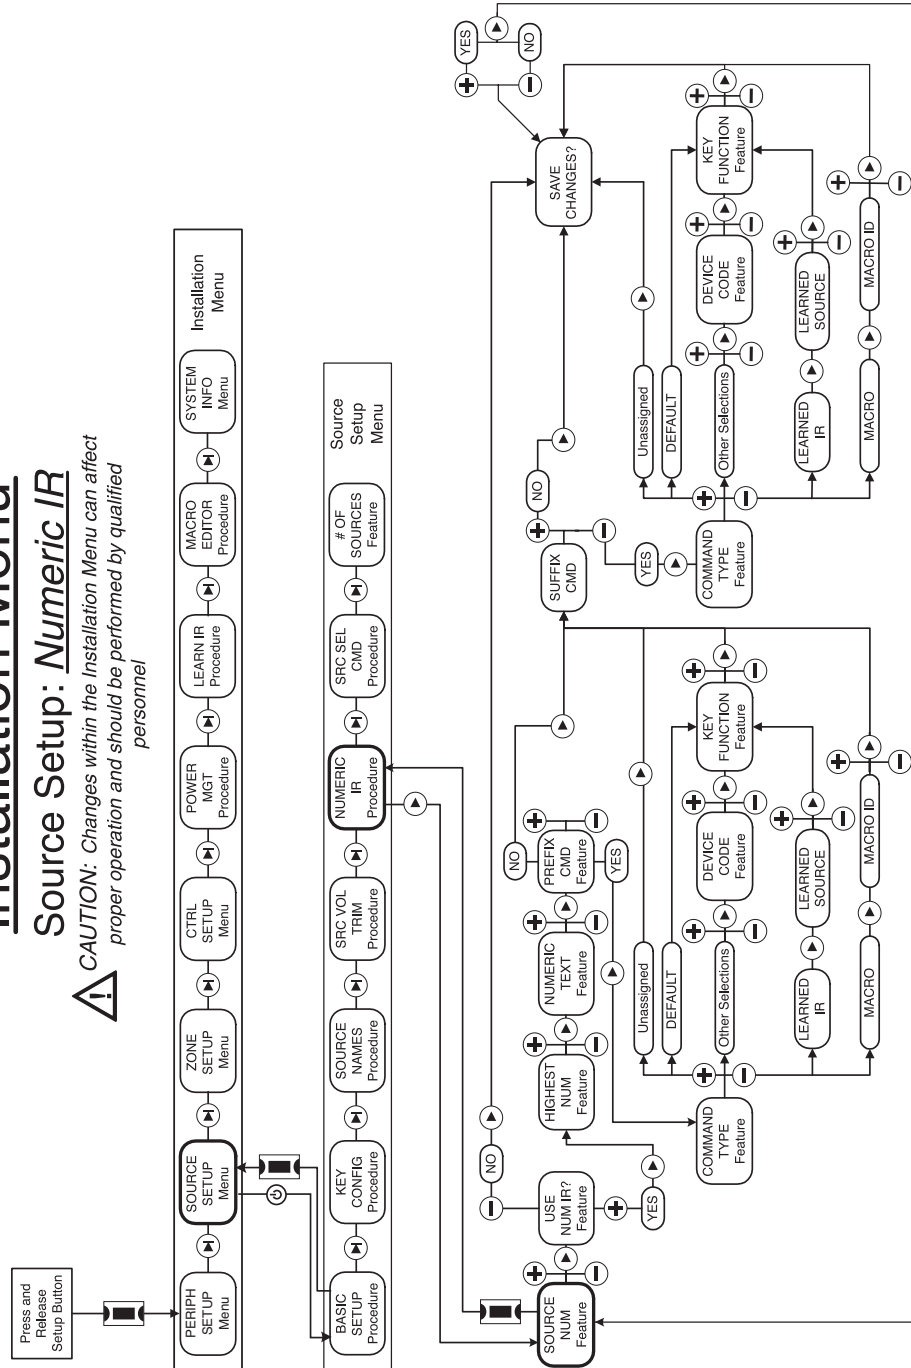 Installation Menu
Source Setup: Numeric IR
CAUTION: Changes within the Installation Menu can affect
proper operation and should be performed by qualified
personnel
Press and
Release
Setup Button
PERIPH
SETUP
Menu
SOURCE
SETUP
Menu
ZONE
SETUP
Menu
CTRL
SETUP
Menu
POWER
MGT
Procedure
LEARN IR
Procedure
MACRO
EDITOR
Procedure
SYSTEM
INFO
Menu
Installation
Menu
BASIC
SETUP
Procedure
KEY
CONFIG
Procedure
SOURCE
NAMES
Procedure
SRC VOL
TRIM
Procedure
NUMERIC
IR
Procedure
SRC SEL
CMD
Procedure
# OF
SOURCES
Feature
Source
Setup
Menu
SOURCE
NUM
Feature
USE
NUM IR?
Feature
NO
YES
HIGHEST
NUM
Feature
NUMERIC
TEXT
Feature
PREFIX
CMD
Feature
NO
YES
COMMAND
TYPE
Feature
Unassigned
DEFAULT
Other Selections
DEVICE
CODE
Feature
KEY
FUNCTION
Feature
LEARNED
IR
LEARNED
SOURCE
MACRO
MACRO ID
SUFFIX
CMD
NO
YES
COMMAND
TYPE
Feature
Unassigned
DEFAULT
Other Selections
DEVICE
CODE
Feature
KEY
FUNCTION
Feature
LEARNED
IR
LEARNED
SOURCE
MACRO
MACRO ID
SAVE
CHANGES?
YES
NO